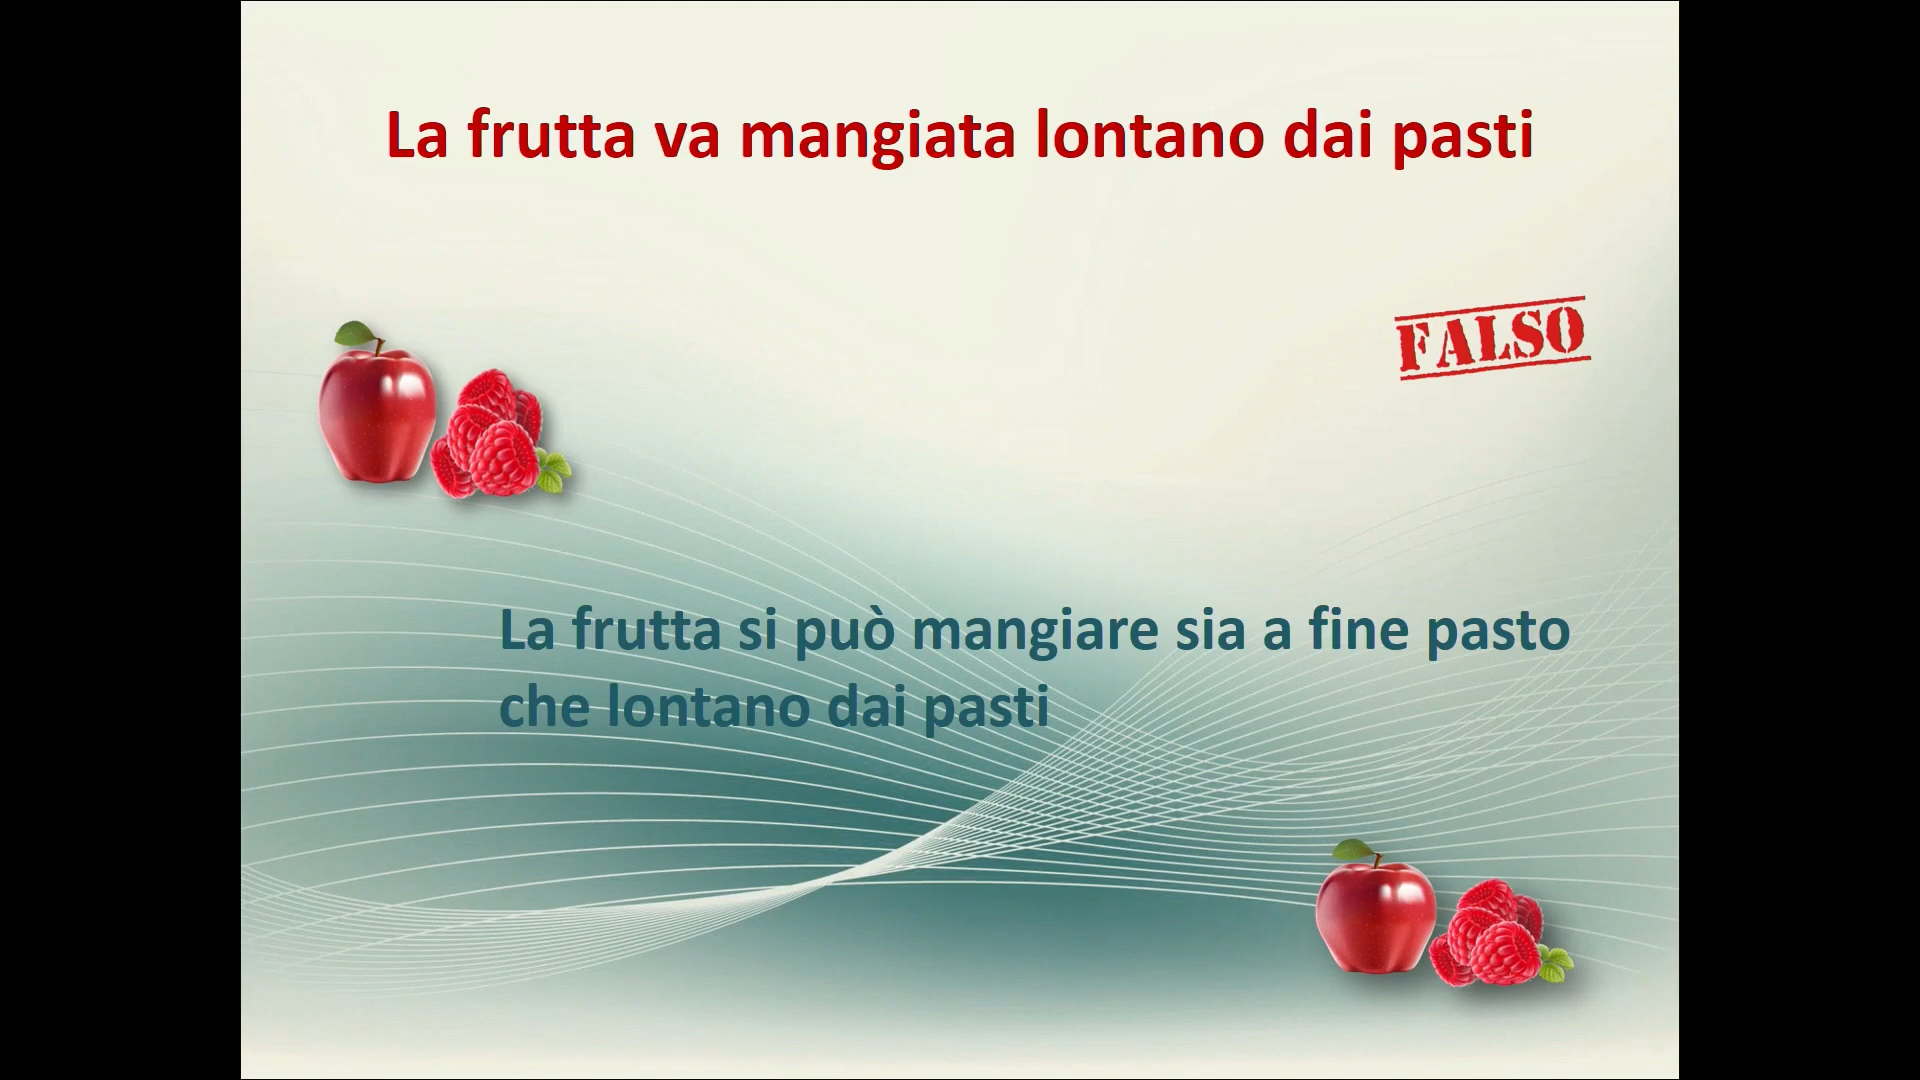 La frutta va mangiata lontano dai pasti
FALSO
La frutta si può mangiare sia a fine pasto
che lontano dai pasti